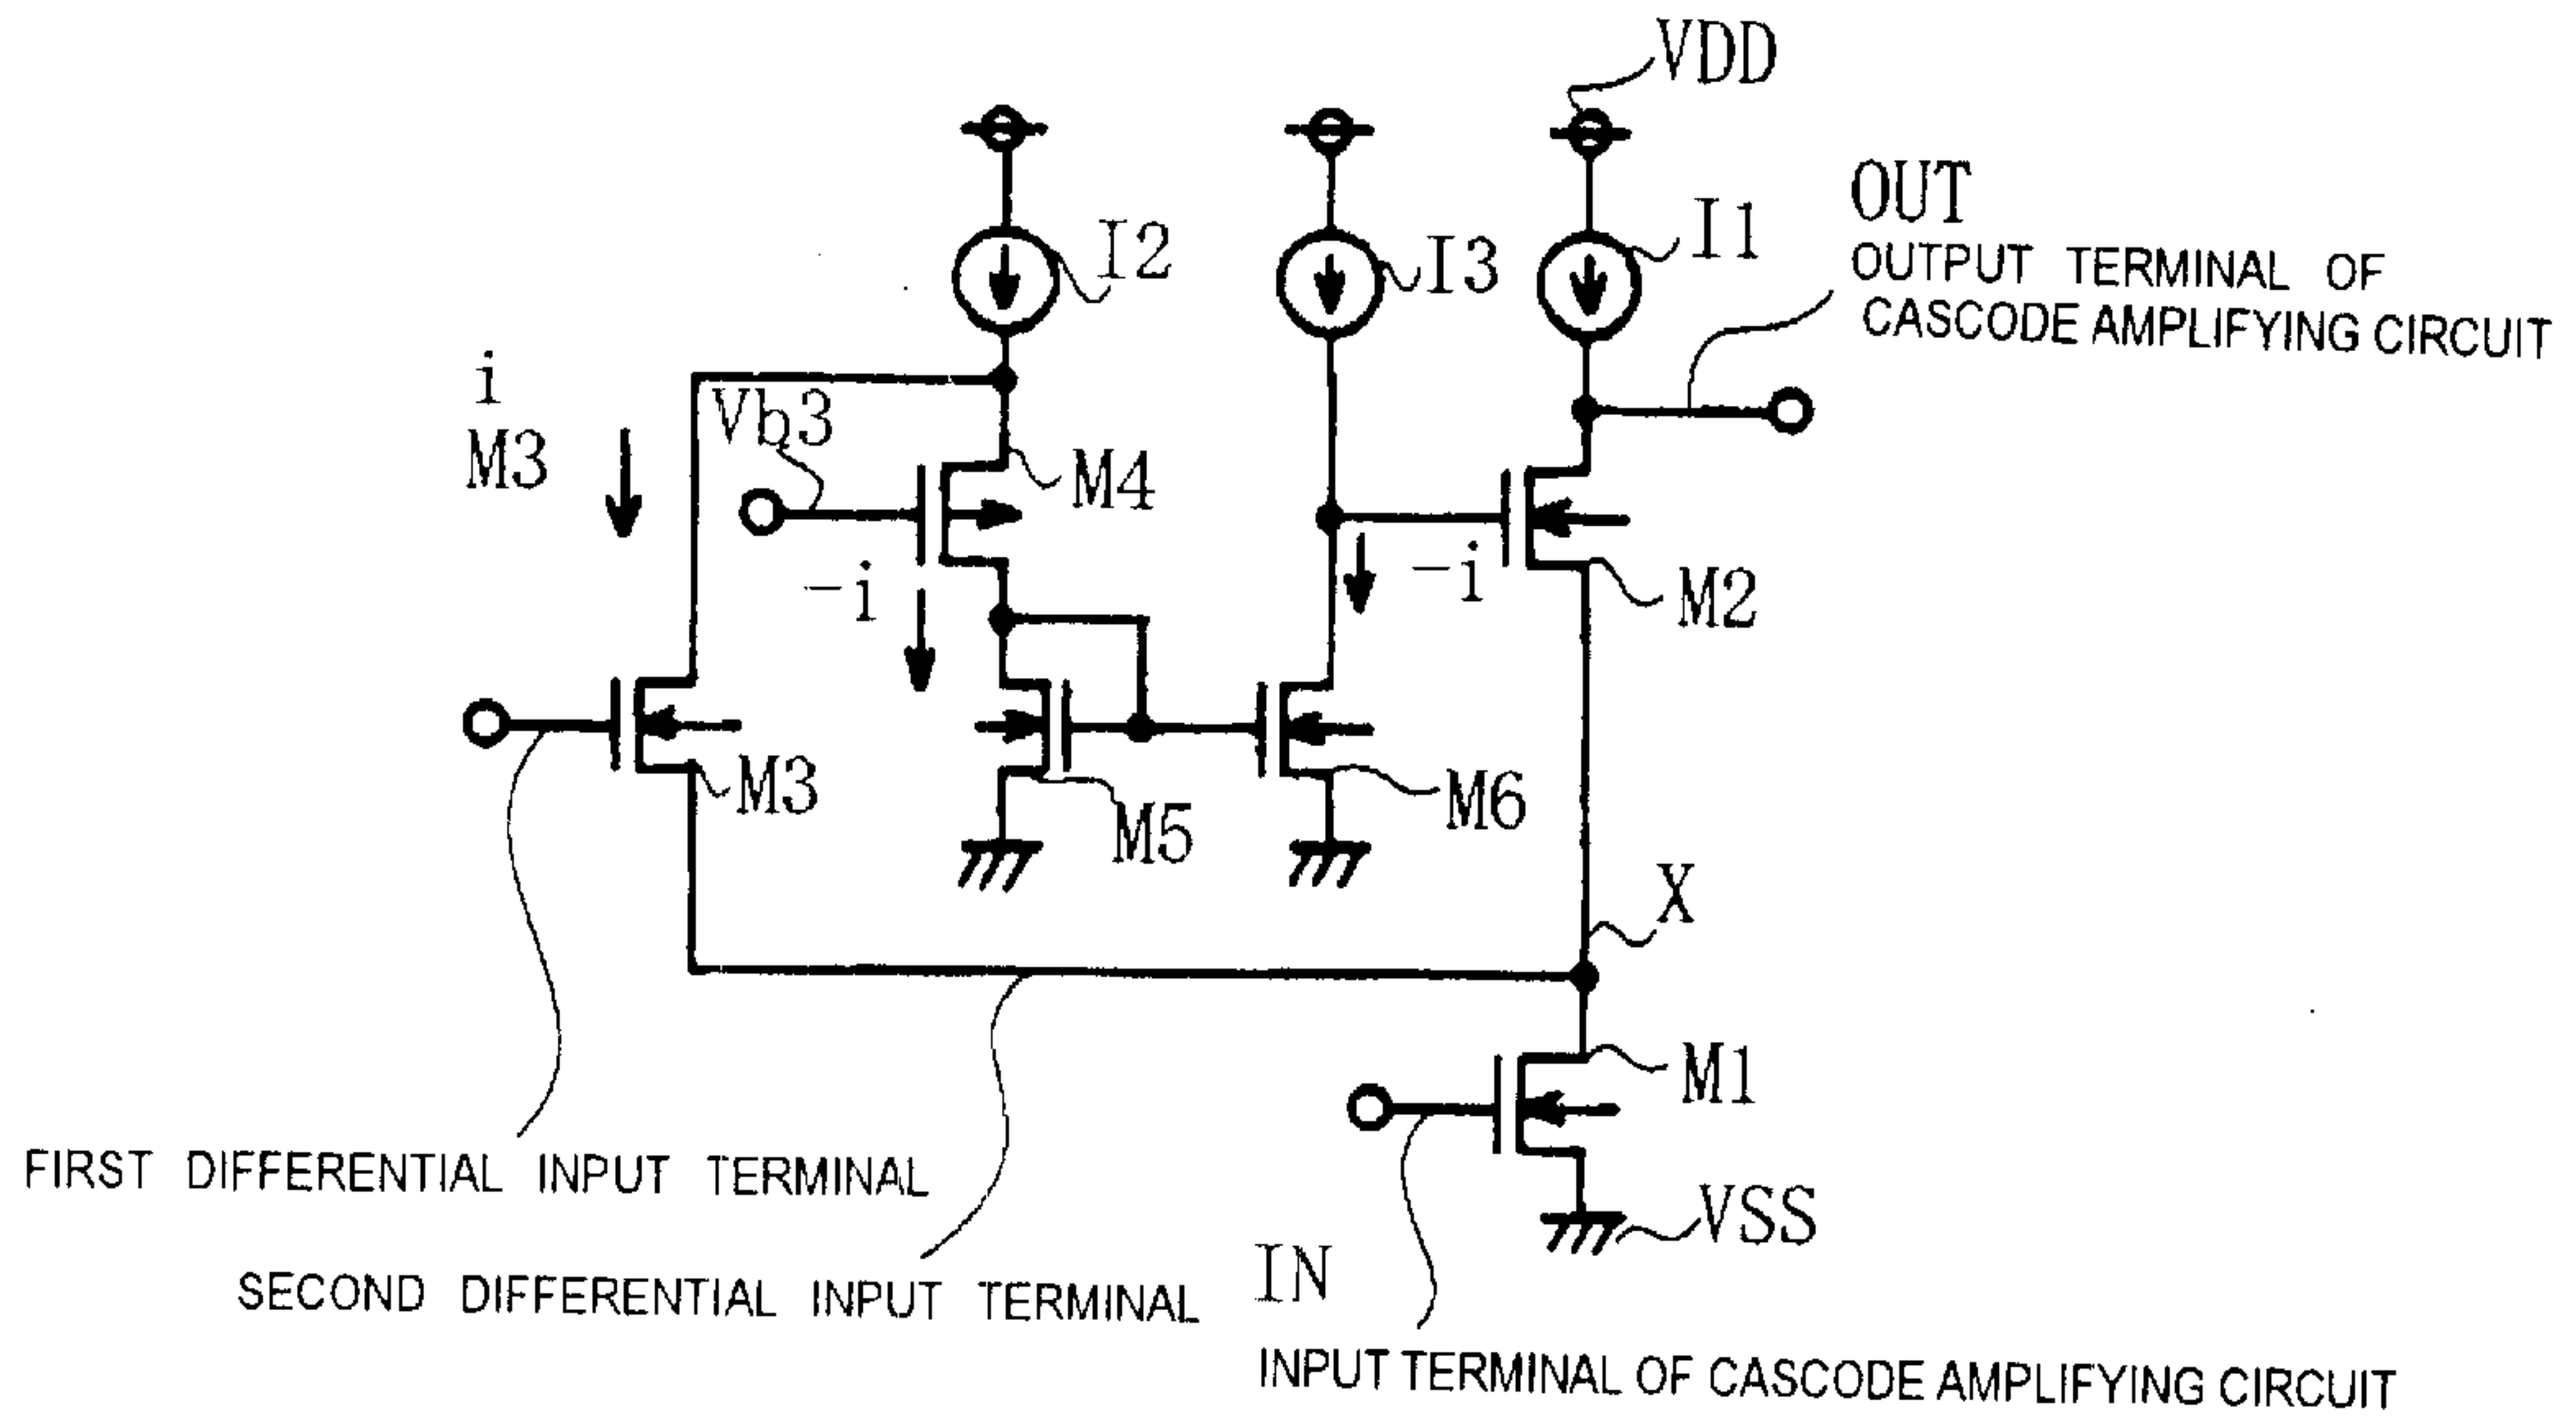 VDD
OUT
OUTPUT TERMINAL OF
CASCODE AMPLIFYING CIRCUIT
I2
I3
I1
i
M3
Vb3
M4
-i
-i
M2
M3
M5
M6
X
M1
FIRST DIFFERENTIAL INPUT TERMINAL
VSS
SECOND DIFFERENTIAL INPUT TERMINAL
IN
INPUT TERMINAL OF CASCODE AMPLIFYING CIRCUIT